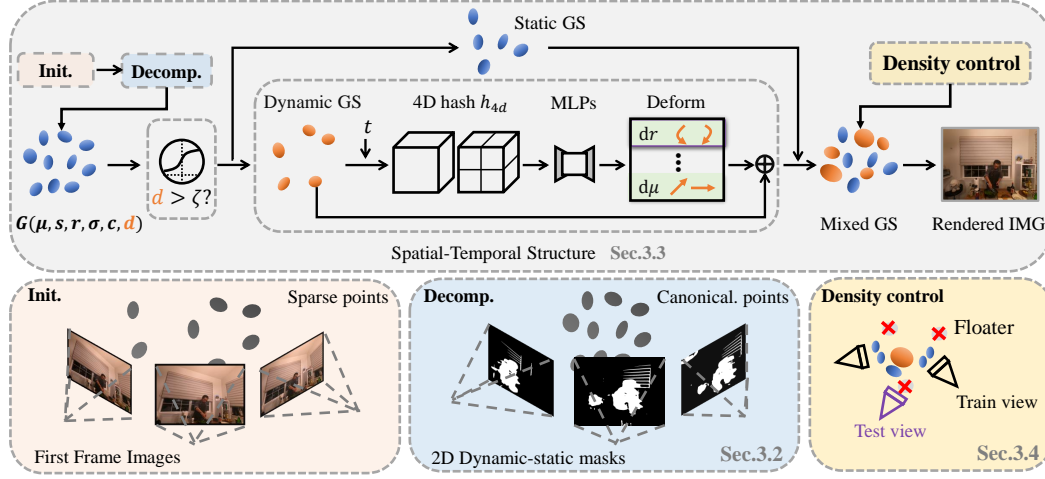 Static GS
Init.
Decomp.
Density control
Dynamic GS
4D hash h_{4d}
MLPs
Deform
t
dr
dμ
d > ζ?
G(μ, s, r, σ, c, d)
Mixed GS
Rendered IMG
Spatial-Temporal Structure Sec.3.3
Init.
Sparse points
First Frame Images
Decomp.
Canonical. points
2D Dynamic-static masks
Sec.3.2
Density control
Floater
Train view
Test view
Sec.3.4